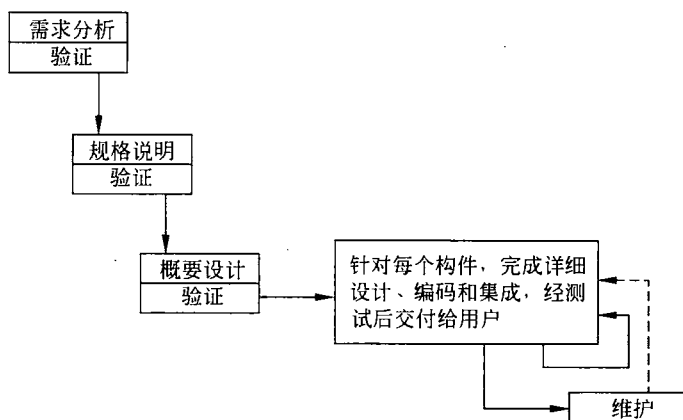 需求分析
验证
规格说明
验证
概要设计
验证
针对每个构件，完成详细
设计、编码和集成，经测
试后交付给用户
维护